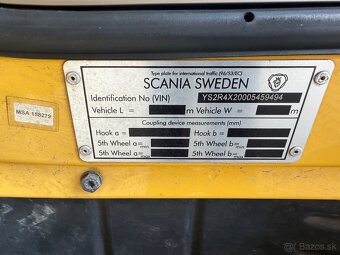 Type plate for international traffic (96/53/EC)
SCANIA SWEDEN
Identification No (VIN) YS2R4X20005459494
Vehicle L = m Vehicle W = m
Coupling device measurements (mm)
Hook a = Hook b =
5th Wheel a= 5th Wheel b=
5th Wheel a= 5th Wheel b=
MSA 158279
Bazos.sk